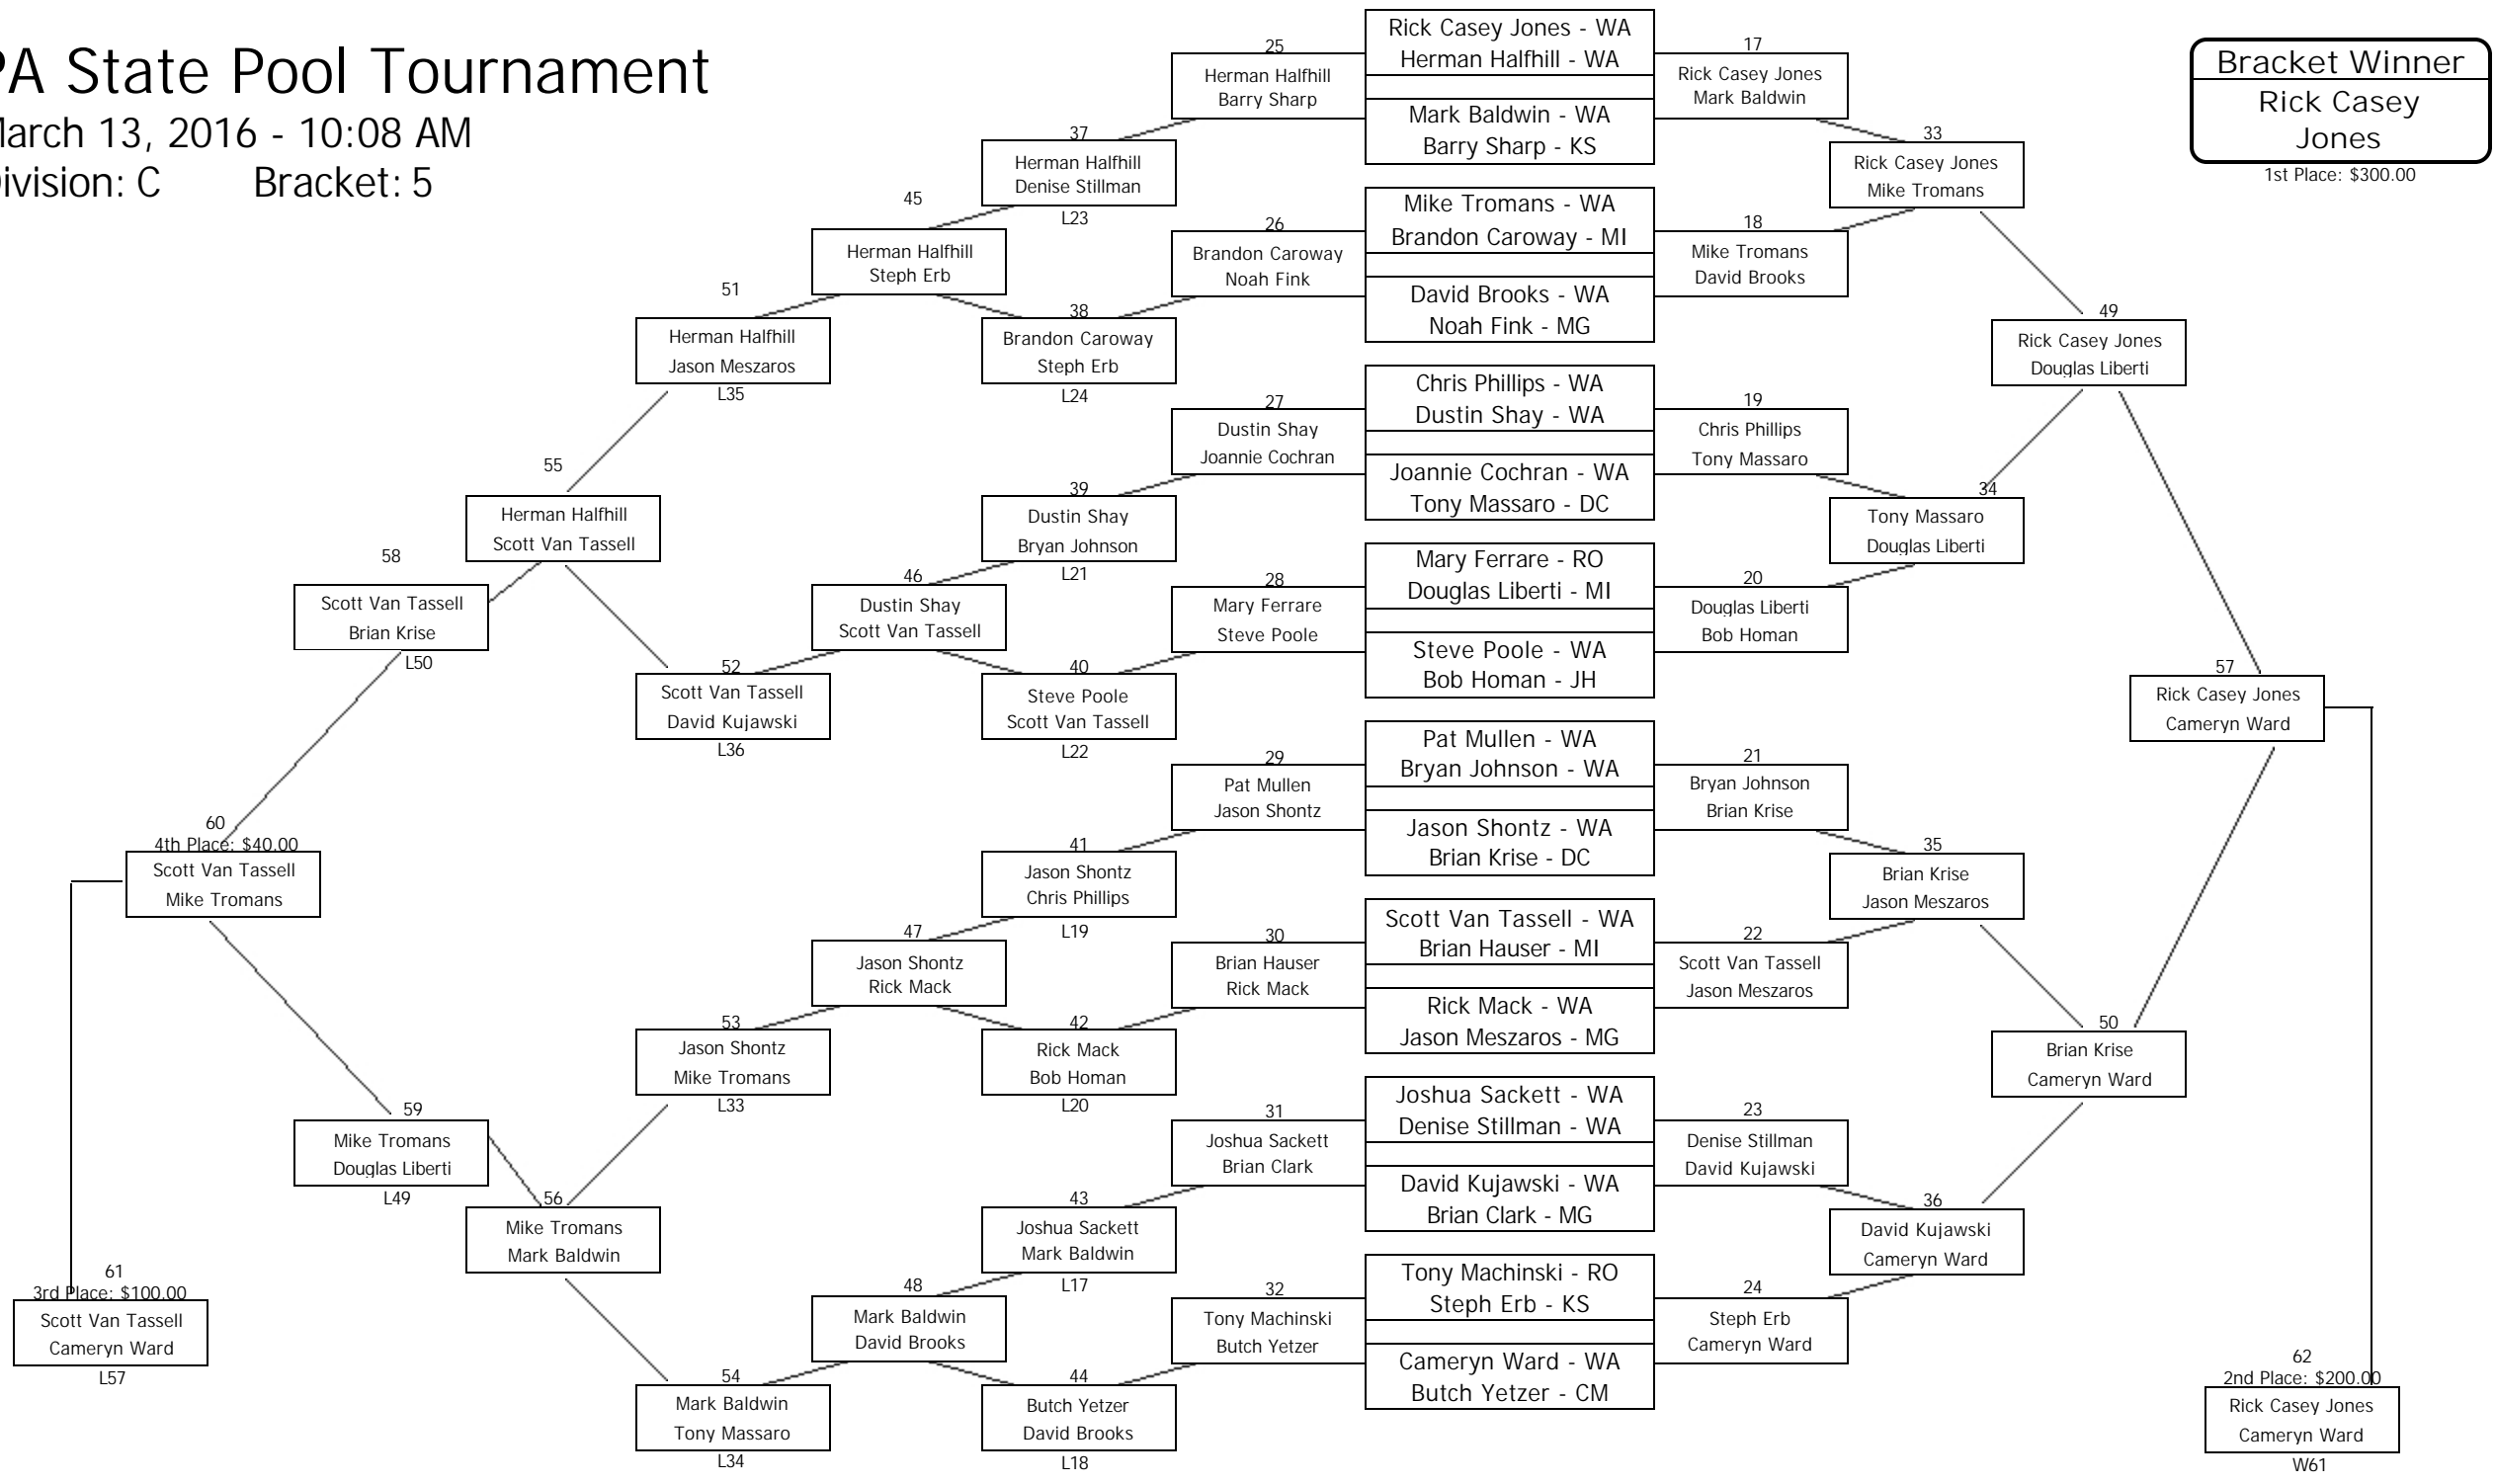 PA State Pool Tournament
March 13, 2016 - 10:08 AM
Division: C Bracket: 5
Bracket Winner
Rick Casey
Jones
1st Place: $300.00
60
4th Place: $40.00
Scott Van Tassell
Mike Tromans
61
3rd Place: $100.00
Scott Van Tassell
Cameryn Ward
L57
58
Scott Van Tassell
Brian Krise
L50
59
Mike Tromans
Douglas Liberti
L49
55
Herman Halfhill
Scott Van Tassell
56
Mike Tromans
Mark Baldwin
51
Herman Halfhill
Jason Meszaros
L35
52
Scott Van Tassell
David Kujawski
L36
53
Jason Shontz
Mike Tromans
L33
54
Mark Baldwin
Tony Massaro
L34
45
Herman Halfhill
Steph Erb
46
Dustin Shay
Scott Van Tassell
47
Jason Shontz
Rick Mack
48
Mark Baldwin
David Brooks
37
Herman Halfhill
Denise Stillman
L23
38
Brandon Caroway
Steph Erb
L24
39
Dustin Shay
Bryan Johnson
L21
40
Steve Poole
Scott Van Tassell
L22
41
Jason Shontz
Chris Phillips
L19
42
Rick Mack
Bob Homan
L20
43
Joshua Sackett
Mark Baldwin
L17
44
Butch Yetzer
David Brooks
L18
25
Herman Halfhill
Barry Sharp
26
Brandon Caroway
Noah Fink
27
Dustin Shay
Joannie Cochran
28
Mary Ferrare
Steve Poole
29
Pat Mullen
Jason Shontz
30
Brian Hauser
Rick Mack
31
Joshua Sackett
Brian Clark
32
Tony Machinski
Butch Yetzer
Rick Casey Jones - WA
Herman Halfhill - WA
Mark Baldwin - WA
Barry Sharp - KS
Mike Tromans - WA
Brandon Caroway - MI
David Brooks - WA
Noah Fink - MG
Chris Phillips - WA
Dustin Shay - WA
Joannie Cochran - WA
Tony Massaro - DC
Mary Ferrare - RO
Douglas Liberti - MI
Steve Poole - WA
Bob Homan - JH
Pat Mullen - WA
Bryan Johnson - WA
Jason Shontz - WA
Brian Krise - DC
Scott Van Tassell - WA
Brian Hauser - MI
Rick Mack - WA
Jason Meszaros - MG
Joshua Sackett - WA
Denise Stillman - WA
David Kujawski - WA
Brian Clark - MG
Tony Machinski - RO
Steph Erb - KS
Cameryn Ward - WA
Butch Yetzer - CM
17
Rick Casey Jones
Mark Baldwin
18
Mike Tromans
David Brooks
19
Chris Phillips
Tony Massaro
20
Douglas Liberti
Bob Homan
21
Bryan Johnson
Brian Krise
22
Scott Van Tassell
Jason Meszaros
23
Denise Stillman
David Kujawski
24
Steph Erb
Cameryn Ward
33
Rick Casey Jones
Mike Tromans
34
Tony Massaro
Douglas Liberti
35
Brian Krise
Jason Meszaros
36
David Kujawski
Cameryn Ward
49
Rick Casey Jones
Douglas Liberti
50
Brian Krise
Cameryn Ward
57
Rick Casey Jones
Cameryn Ward
62
2nd Place: $200.00
Rick Casey Jones
Cameryn Ward
W61